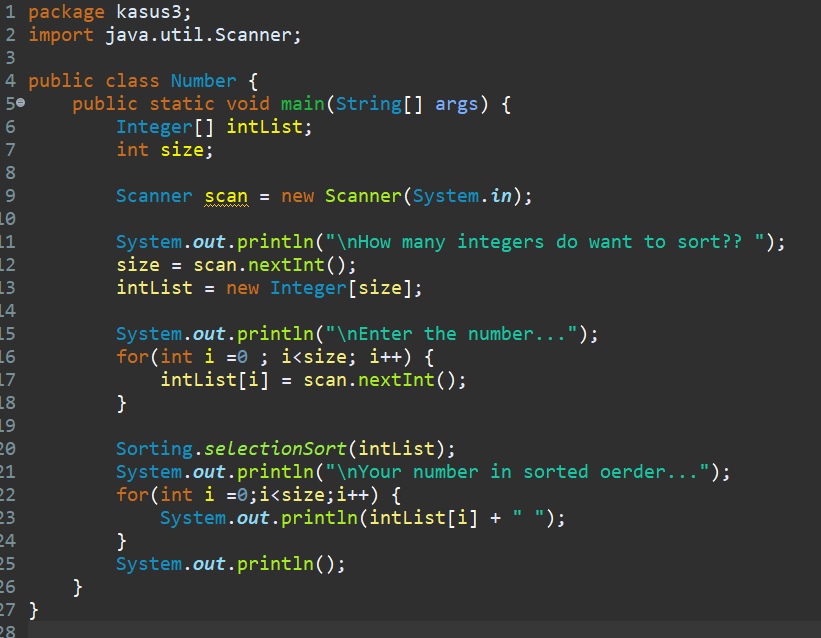 1 package kasus3;
2 import java.util.Scanner;
3
4 public class Number {
5 public static void main(String[] args) {
6 Integer[] intList;
7 int size;
8
9 Scanner scan = new Scanner(System.in);
10
11 System.out.println("\nHow many integers do want to sort?? ");
12 size = scan.nextInt();
13 intList = new Integer[size];
14
15 System.out.println("\nEnter the number...");
16 for(int i =0 ; i<size; i++) {
17 intList[i] = scan.nextInt();
18 }
19
20 Sorting.selectionSort(intList);
21 System.out.println("\nYour number in sorted oerder...");
22 for(int i =0;i<size;i++) {
23 System.out.println(intList[i] + " ");
24 }
25 System.out.println();
26 }
27 }
28